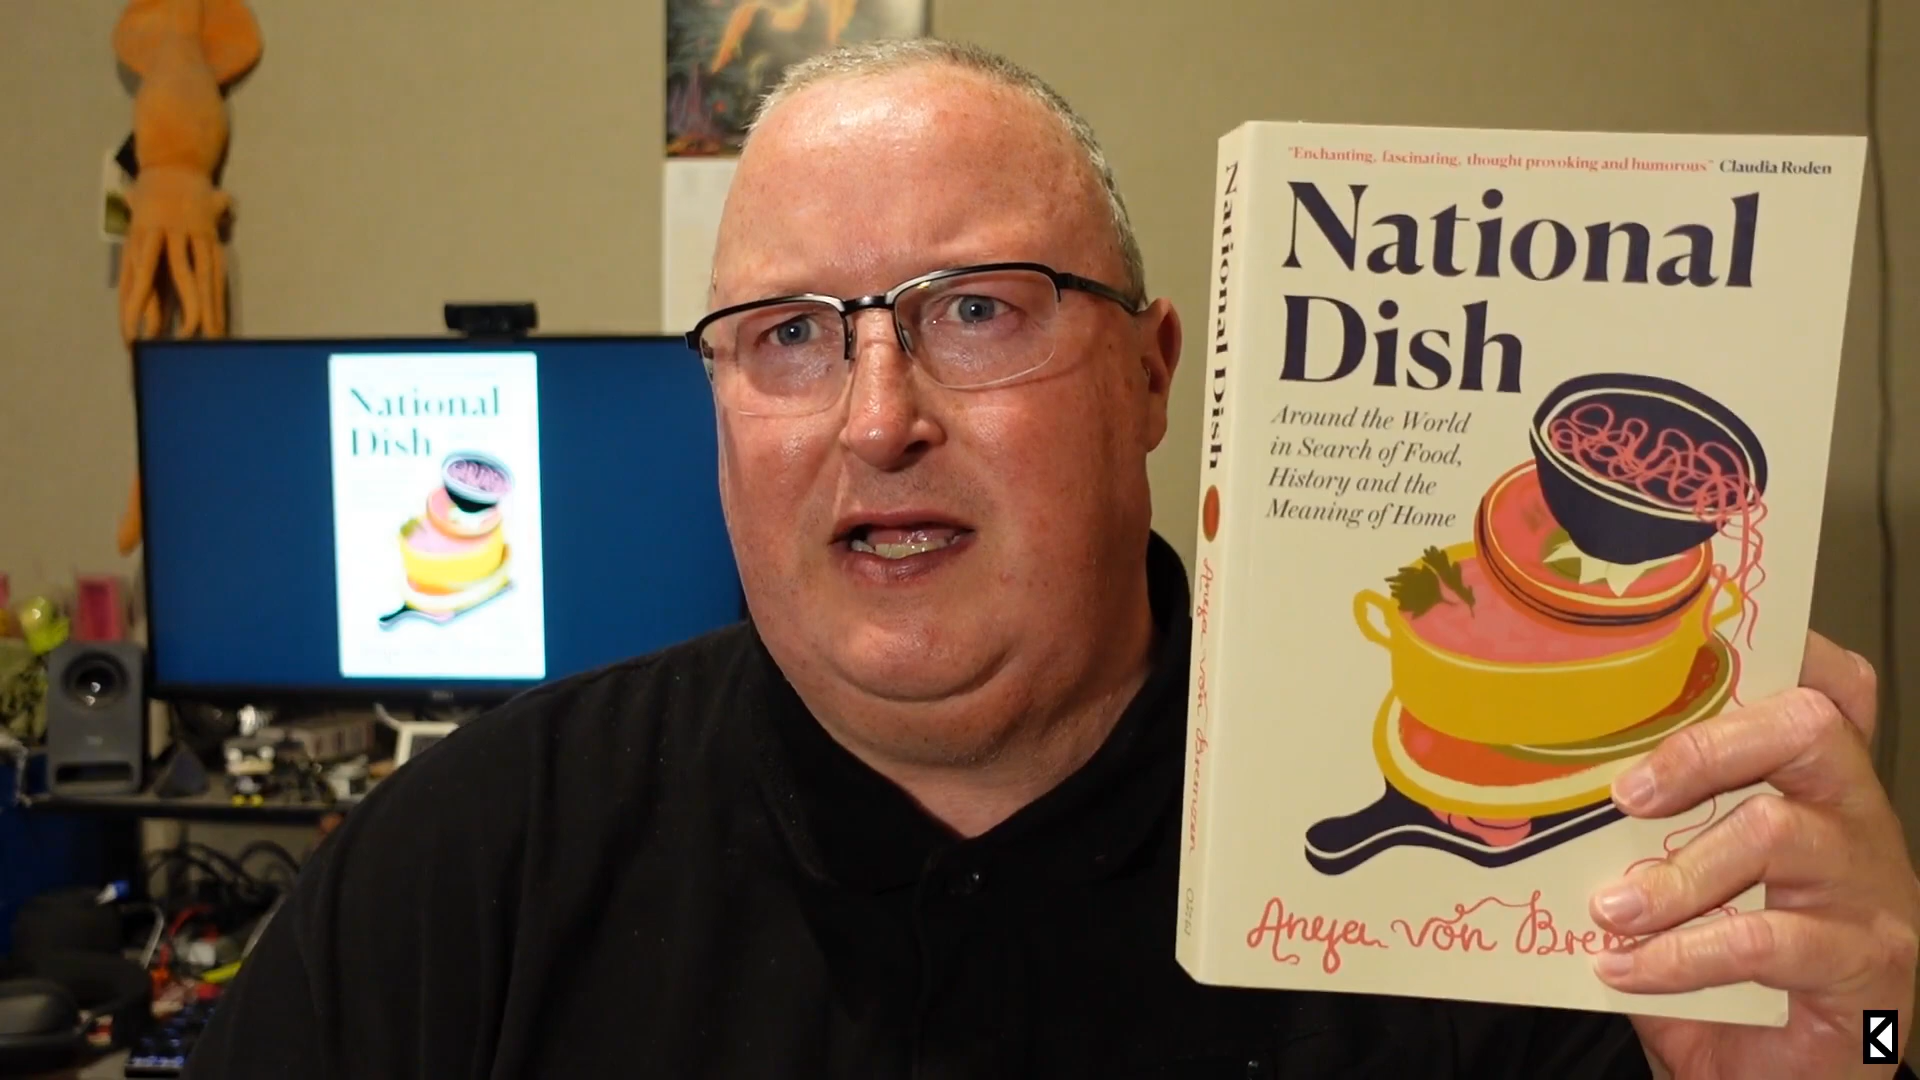 "Enchanting, fascinating, thought provoking and humorous" Claudia Roden
National
Dish
Around the World
in Search of Food,
History and the
Meaning of Home
Anya von Brem
National Dish
Anya von Bremzen
National
Dish